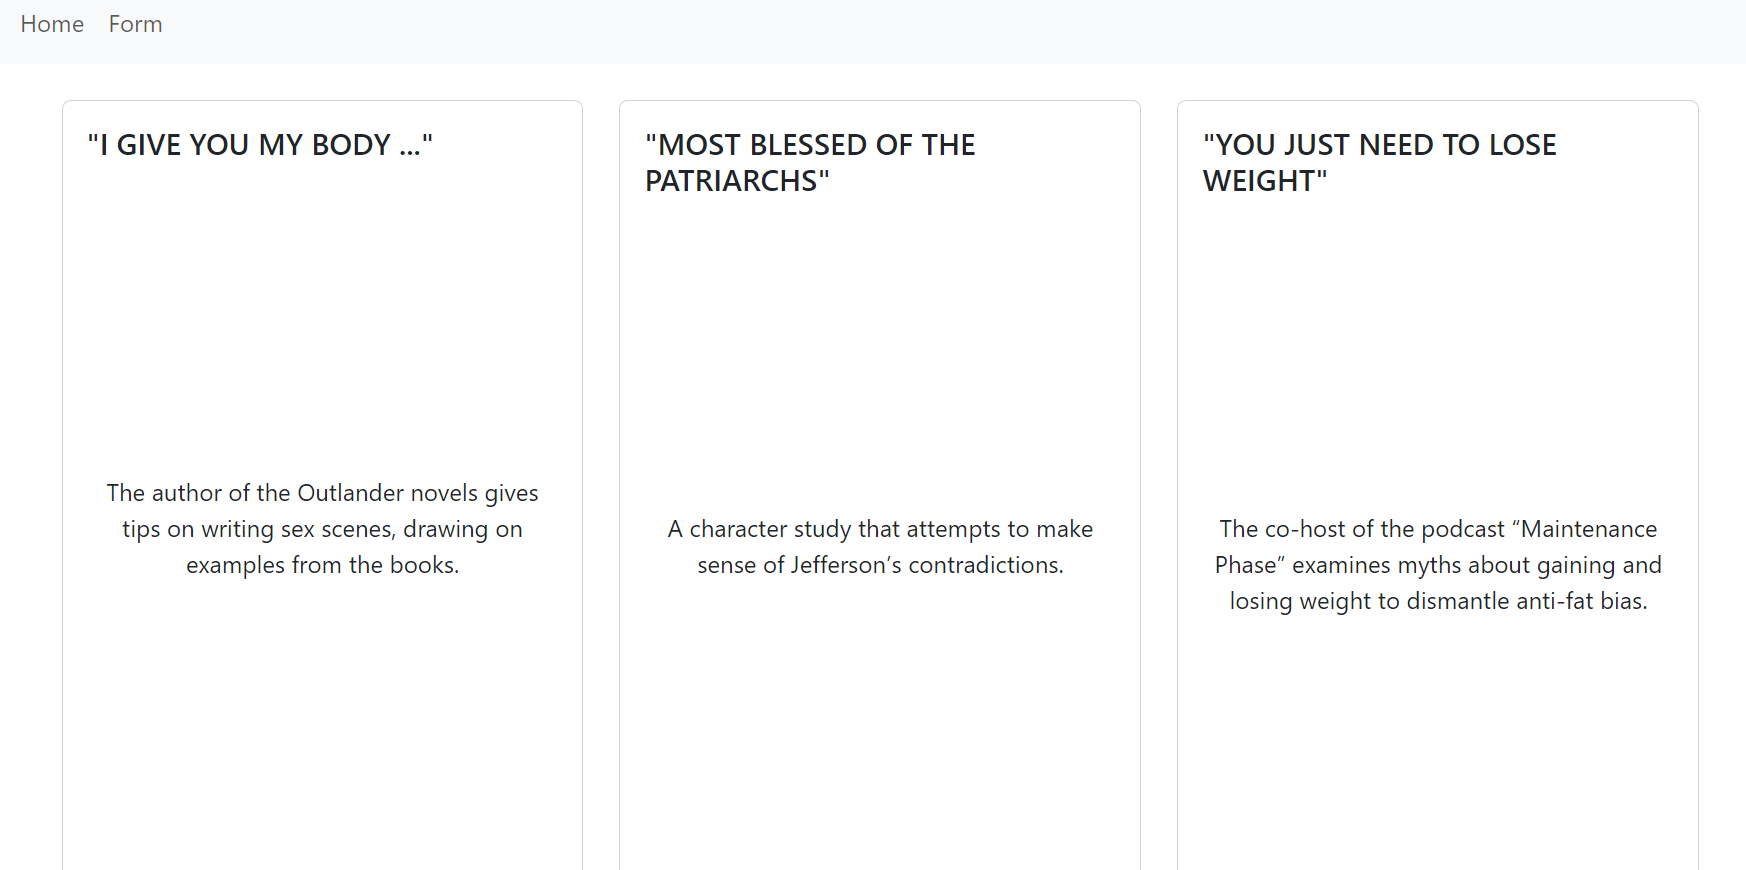 Home Form
"I GIVE YOU MY BODY ..."
The author of the Outlander novels gives
tips on writing sex scenes, drawing on
examples from the books.
"MOST BLESSED OF THE
PATRIARCHS"
A character study that attempts to make
sense of Jefferson’s contradictions.
"YOU JUST NEED TO LOSE
WEIGHT"
The co-host of the podcast “Maintenance
Phase” examines myths about gaining and
losing weight to dismantle anti-fat bias.